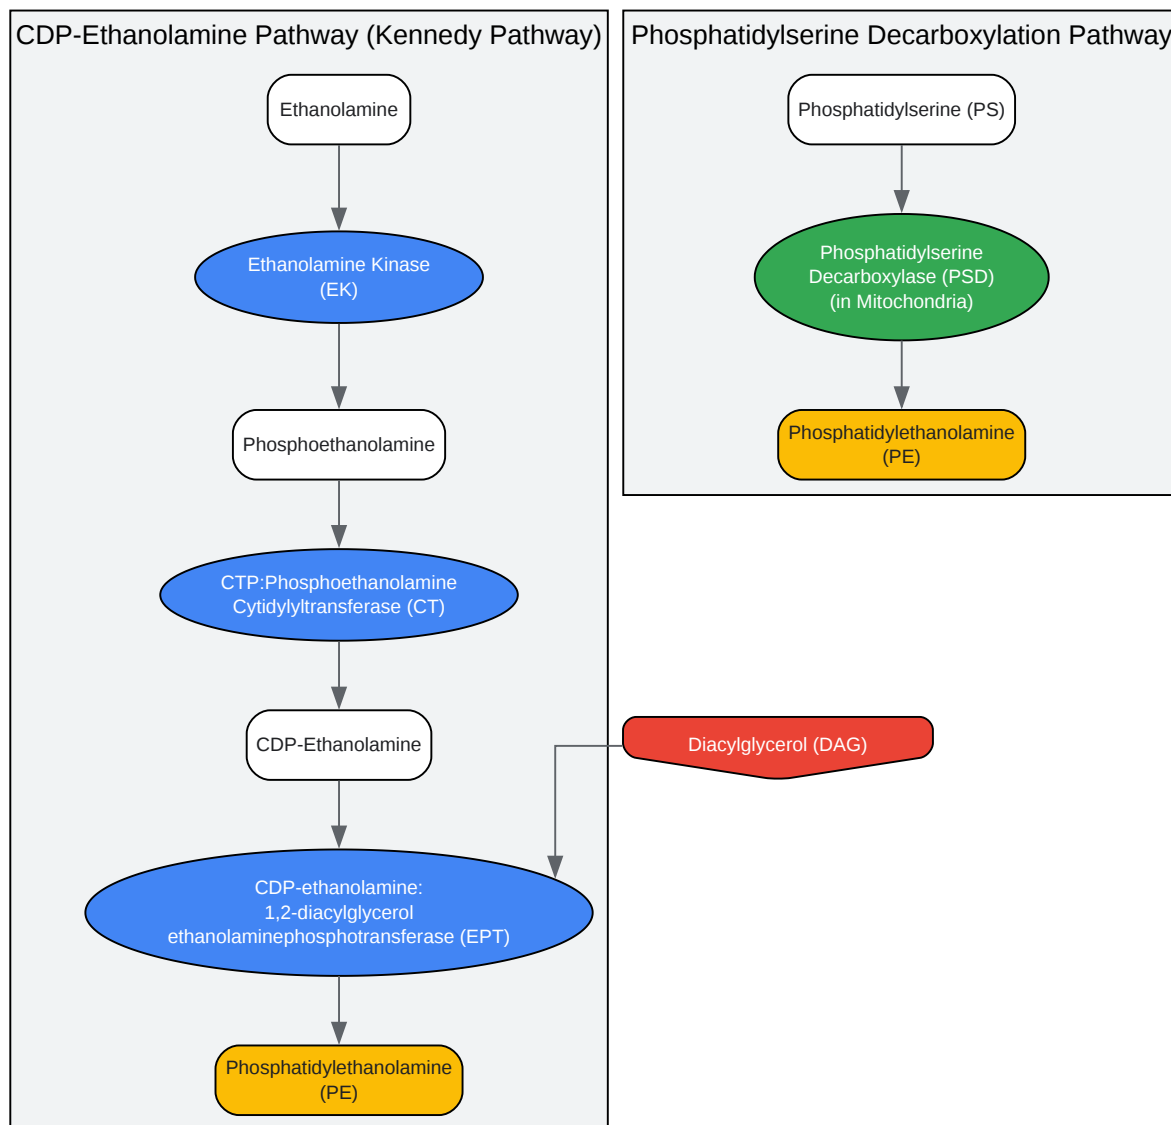 CDP-Ethanolamine Pathway (Kennedy Pathway)
Ethanolamine
Ethanolamine Kinase
(EK)
Phosphoethanolamine
CTP:Phosphoethanolamine
Cytidylyltransferase (CT)
CDP-Ethanolamine
CDP-ethanolamine:
1,2-diacylglycerol
ethanolaminephosphotransferase (EPT)
Phosphatidylethanolamine
(PE)
Phosphatidylserine Decarboxylation Pathway
Phosphatidylserine (PS)
Phosphatidylserine
Decarboxylase (PSD)
(in Mitochondria)
Phosphatidylethanolamine
(PE)
Diacylglycerol (DAG)